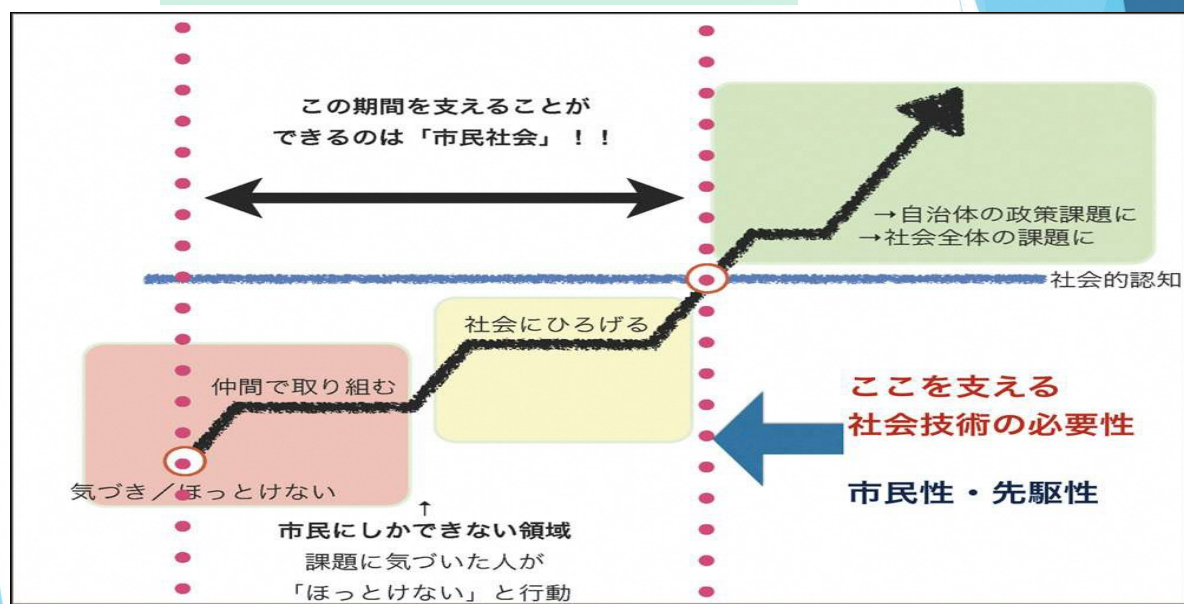 この期間を支えることが
できるのは「市民社会」！！
→自治体の政策課題に
→社会全体の課題に
社会的認知
社会にひろげる
仲間で取り組む
気づき／ほっとけない
ここを支える
社会技術の必要性
市民性・先駆性
↑
市民にしかできない領域
課題に気づいた人が
「ほっとけない」と行動